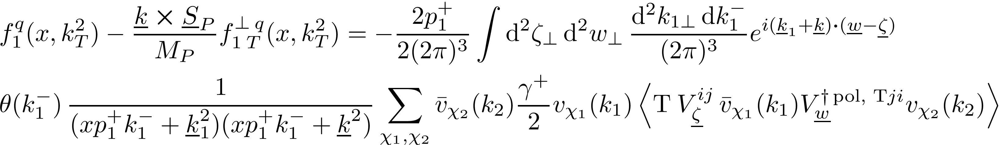 f_1^q(x, k_T^2) - \frac{\underline{k} \times \underline{S}_P}{M_P} f_{1\,T}^{\perp\,q}(x, k_T^2) = -\frac{2p_1^+}{2(2\pi)^3} \int \mathrm{d}^2\zeta_\perp \, \mathrm{d}^2 w_\perp \, \frac{\mathrm{d}^2 k_{1\perp} \, \mathrm{d}k_1^-}{(2\pi)^3} e^{i(\underline{k}_1 + \underline{k}) \cdot (\underline{w} - \underline{\zeta})}
\theta(k_1^-) \, \frac{1}{(xp_1^+ k_1^- + \underline{k}_1^2)(xp_1^+ k_1^- + \underline{k}^2)} \sum_{\chi_1, \chi_2} \bar{v}_{\chi_2}(k_2) \frac{\gamma^+}{2} v_{\chi_1}(k_1) \left\langle \mathrm{T} \, V_{\underline{\zeta}}^{ij} \, \bar{v}_{\chi_1}(k_1) V_{\underline{w}}^{\dagger\,\mathrm{pol},\,\mathrm{T}ji} v_{\chi_2}(k_2) \right\rangle